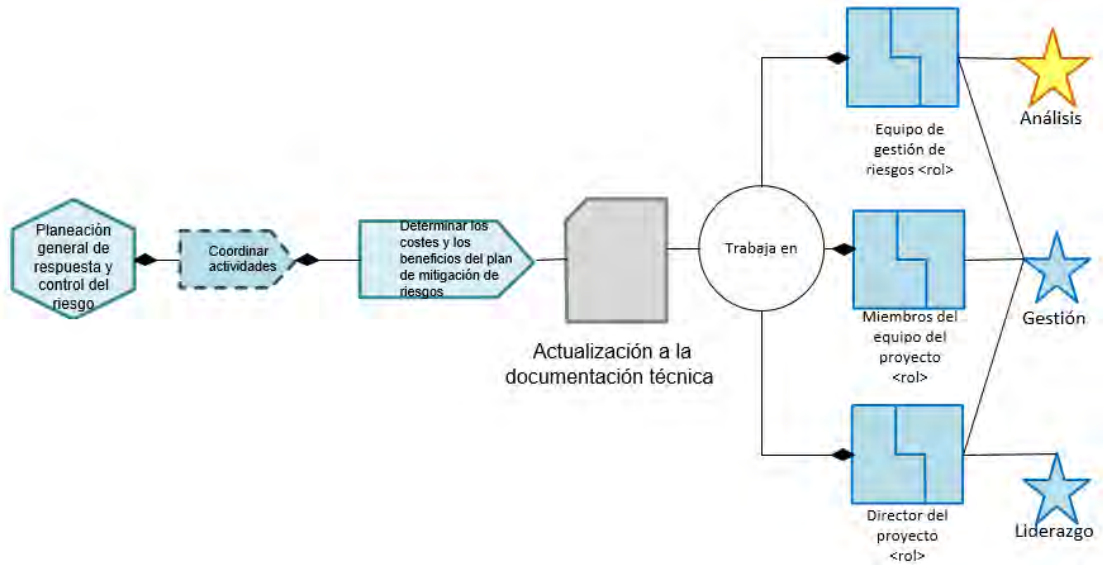 Planeación
general de
respuesta y
control del
riesgo
Coordinar
actividades
Determinar los
costes y los
beneficios del plan
de mitigación de
riesgos
Actualización a la
documentación técnica
Trabaja en
Equipo de
gestión de
riesgos <rol>
Análisis
Miembros del
equipo del
proyecto
<rol>
Gestión
Director del
proyecto
<rol>
Liderazgo